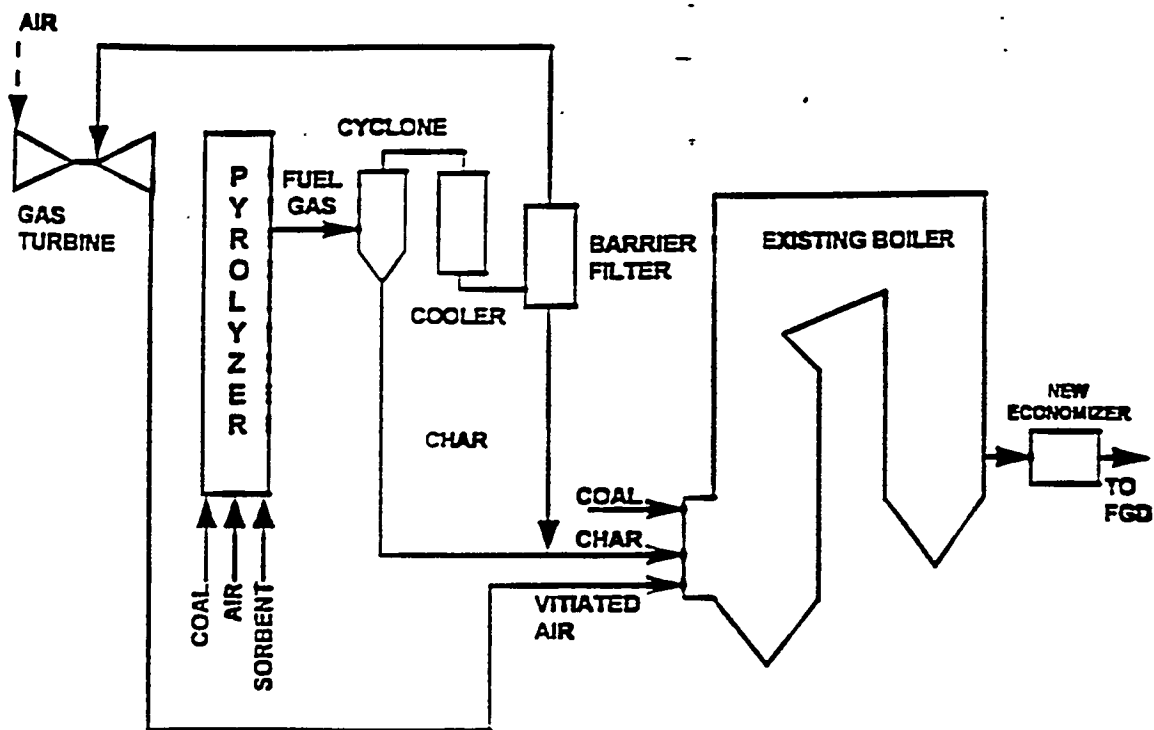 AIR
CYCLONE
PYROLYZER
FUEL
GAS
GAS
TURBINE
BARRIER
FILTER
EXISTING BOILER
COOLER
NEW
ECONOMIZER
CHAR
COAL
TO
FGD
CHAR
VITIATED
AIR
COAL
AIR
SORBENT